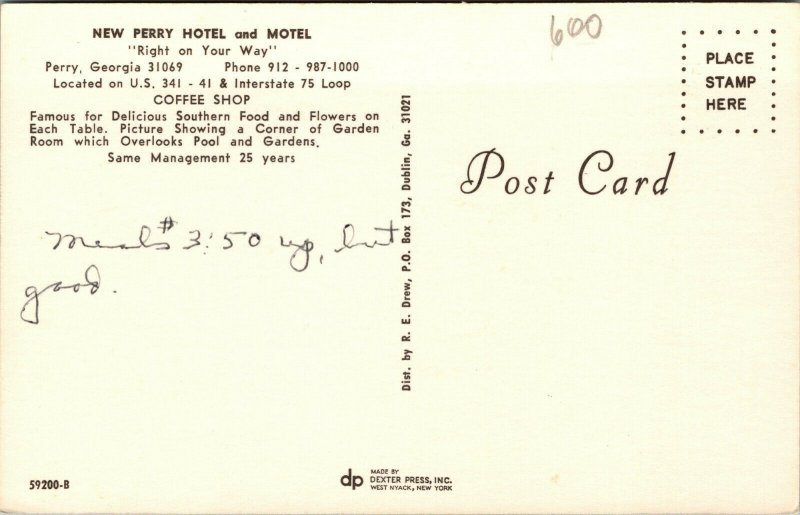 NEW PERRY HOTEL and MOTEL
"Right on Your Way"
Perry, Georgia 31069 Phone 912 - 987-1000
Located on U.S. 341 - 41 & Interstate 75 Loop
COFFEE SHOP
Famous for Delicious Southern Food and Flowers on
Each Table. Picture Showing a Corner of Garden
Room which Overlooks Pool and Gardens.
Same Management 25 years
Meals $3.50 up, but
good.
59200-B
Dist. by R. E. Drew, P.O. Box 173, Dublin, Ga. 31021
dp
MADE BY
DEXTER PRESS, INC.
WEST NYACK, NEW YORK
600
PLACE
STAMP
HERE
Post Card